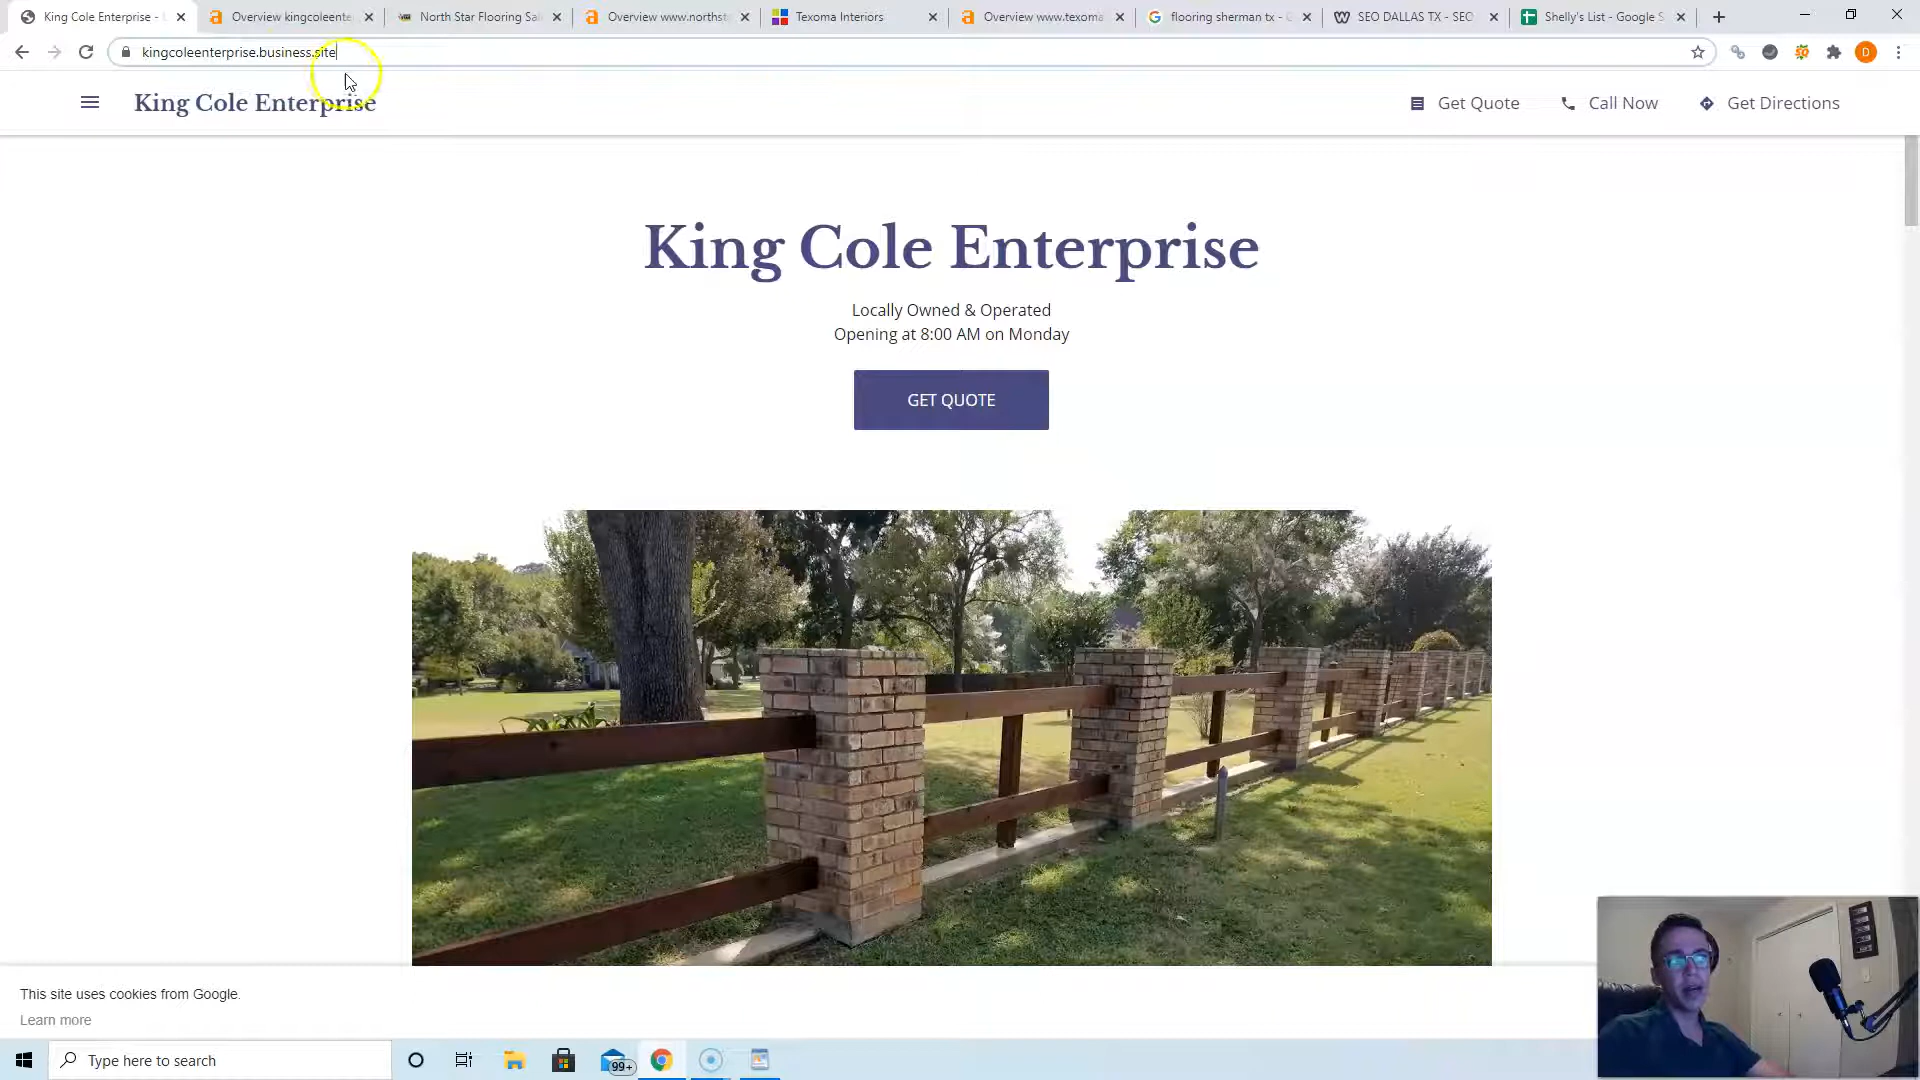 King Cole Enterprise -
Overview kingcoleente
North Star Flooring Sal
Overview www.northst
Texoma Interiors
Overview www.texoma
flooring sherman tx -
SEO DALLAS TX - SEO
Shelly's List - Google S
kingcoleenterprise.business.site
D
King Cole Enterprise
Get Quote
Call Now
Get Directions
King Cole Enterprise
Locally Owned & Operated
Opening at 8:00 AM on Monday
GET QUOTE
This site uses cookies from Google.
Learn more
Type here to search
99+